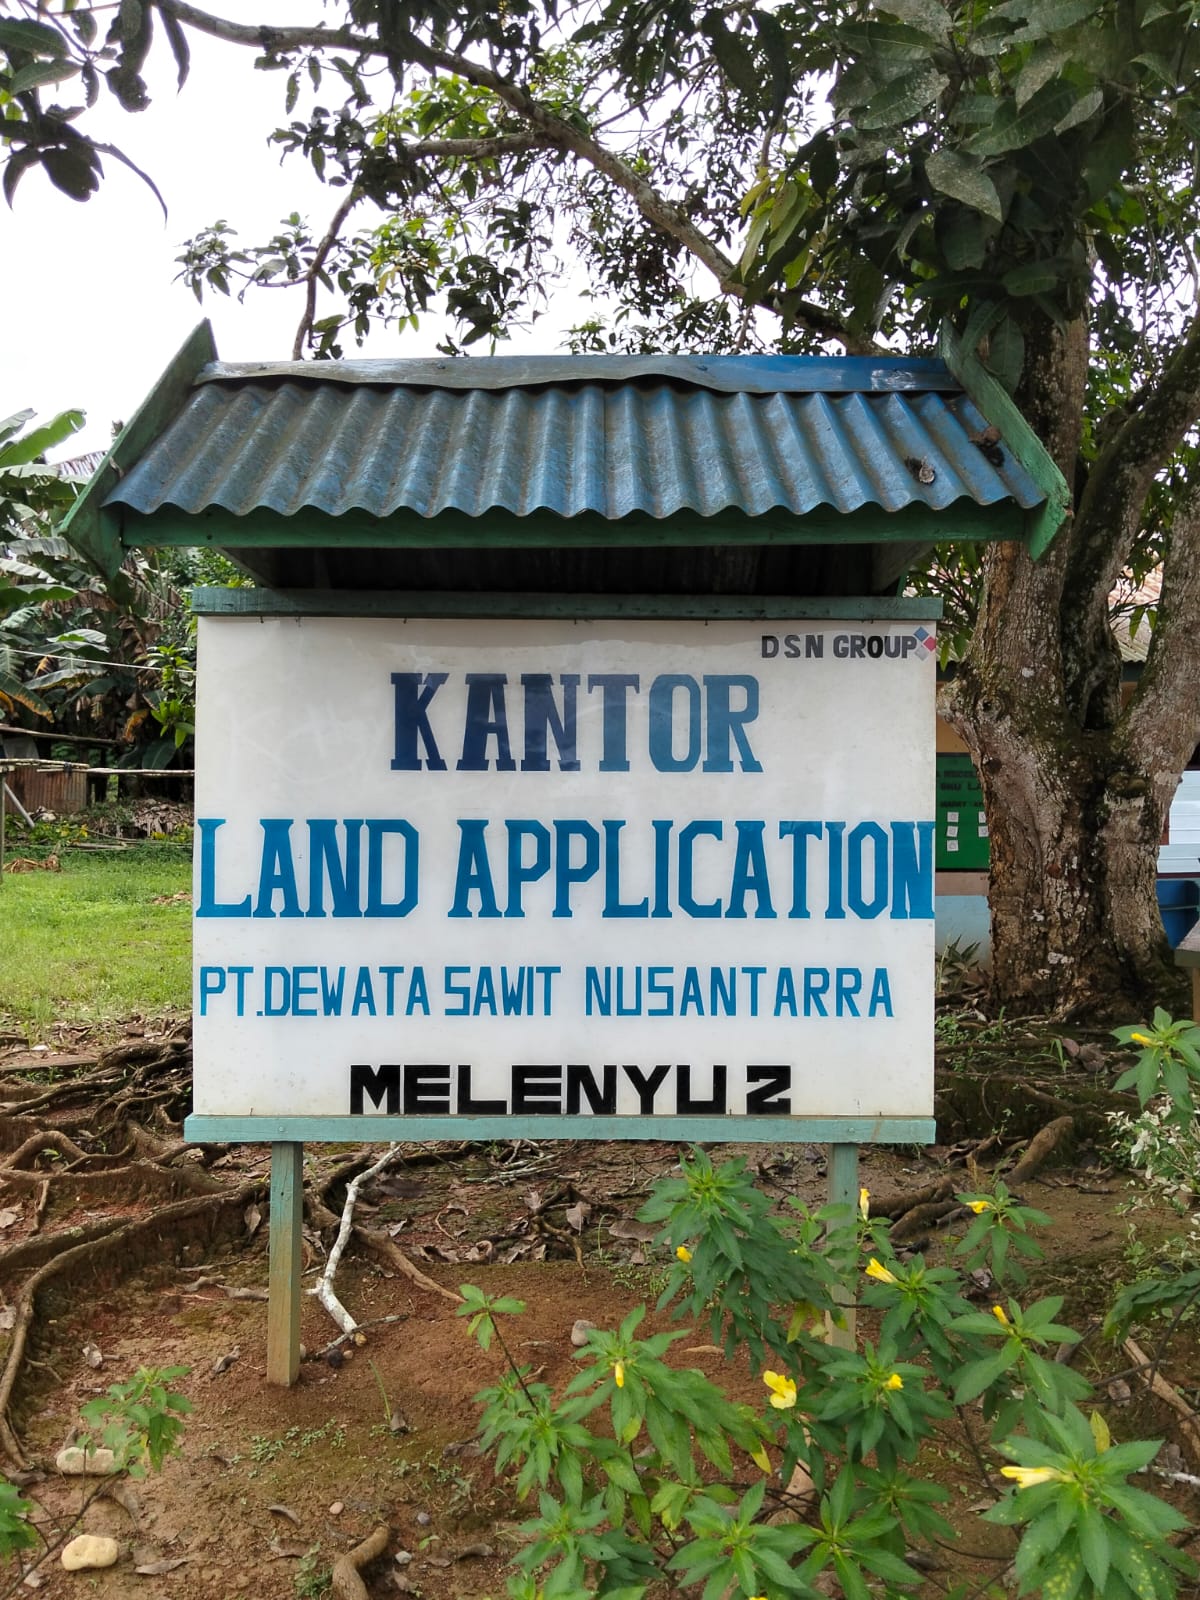 DSN GROUP
KANTOR
LAND APPLICATION
PT.DEWATA SAWIT NUSANTARRA
MELENYU 2